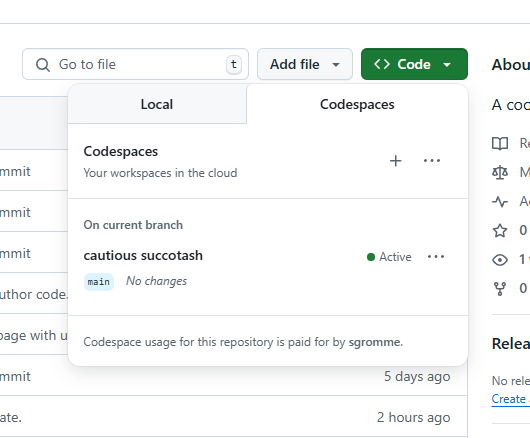 Go to file
t
Add file
Code
Local
Codespaces
Codespaces
Your workspaces in the cloud
On current branch
cautious succotash
Active
main
No changes
Codespace usage for this repository is paid for by sgromme.
mmit
mmit
mmit
uthor code.
page with u
mmit
5 days ago
ate.
2 hours ago
Abou
A coo
Re
M
A
0
1
0
Relea
No rele
Create